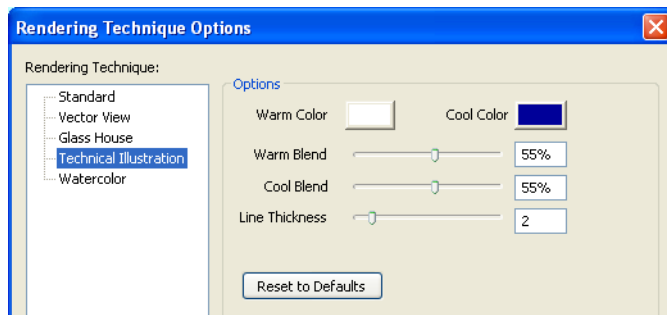 Rendering Technique Options
Rendering Technique:
Standard
Vector View
Glass House
Technical Illustration
Watercolor
Options
Warm Color
Cool Color
Warm Blend
55%
Cool Blend
55%
Line Thickness
2
Reset to Defaults